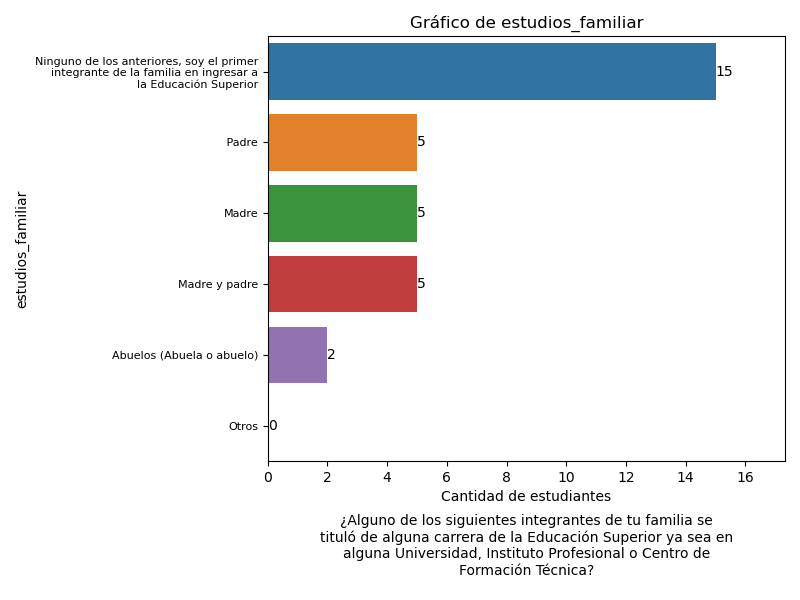 Gráfico de estudios_familiar
Ninguno de los anteriores, soy el primer
integrante de la familia en ingresar a
la Educación Superior
15
Padre
5
Madre
5
Madre y padre
5
Abuelos (Abuela o abuelo)
2
Otros
0
estudios_familiar
0 2 4 6 8 10 12 14 16
Cantidad de estudiantes
¿Alguno de los siguientes integrantes de tu familia se
tituló de alguna carrera de la Educación Superior ya sea en
alguna Universidad, Instituto Profesional o Centro de
Formación Técnica?